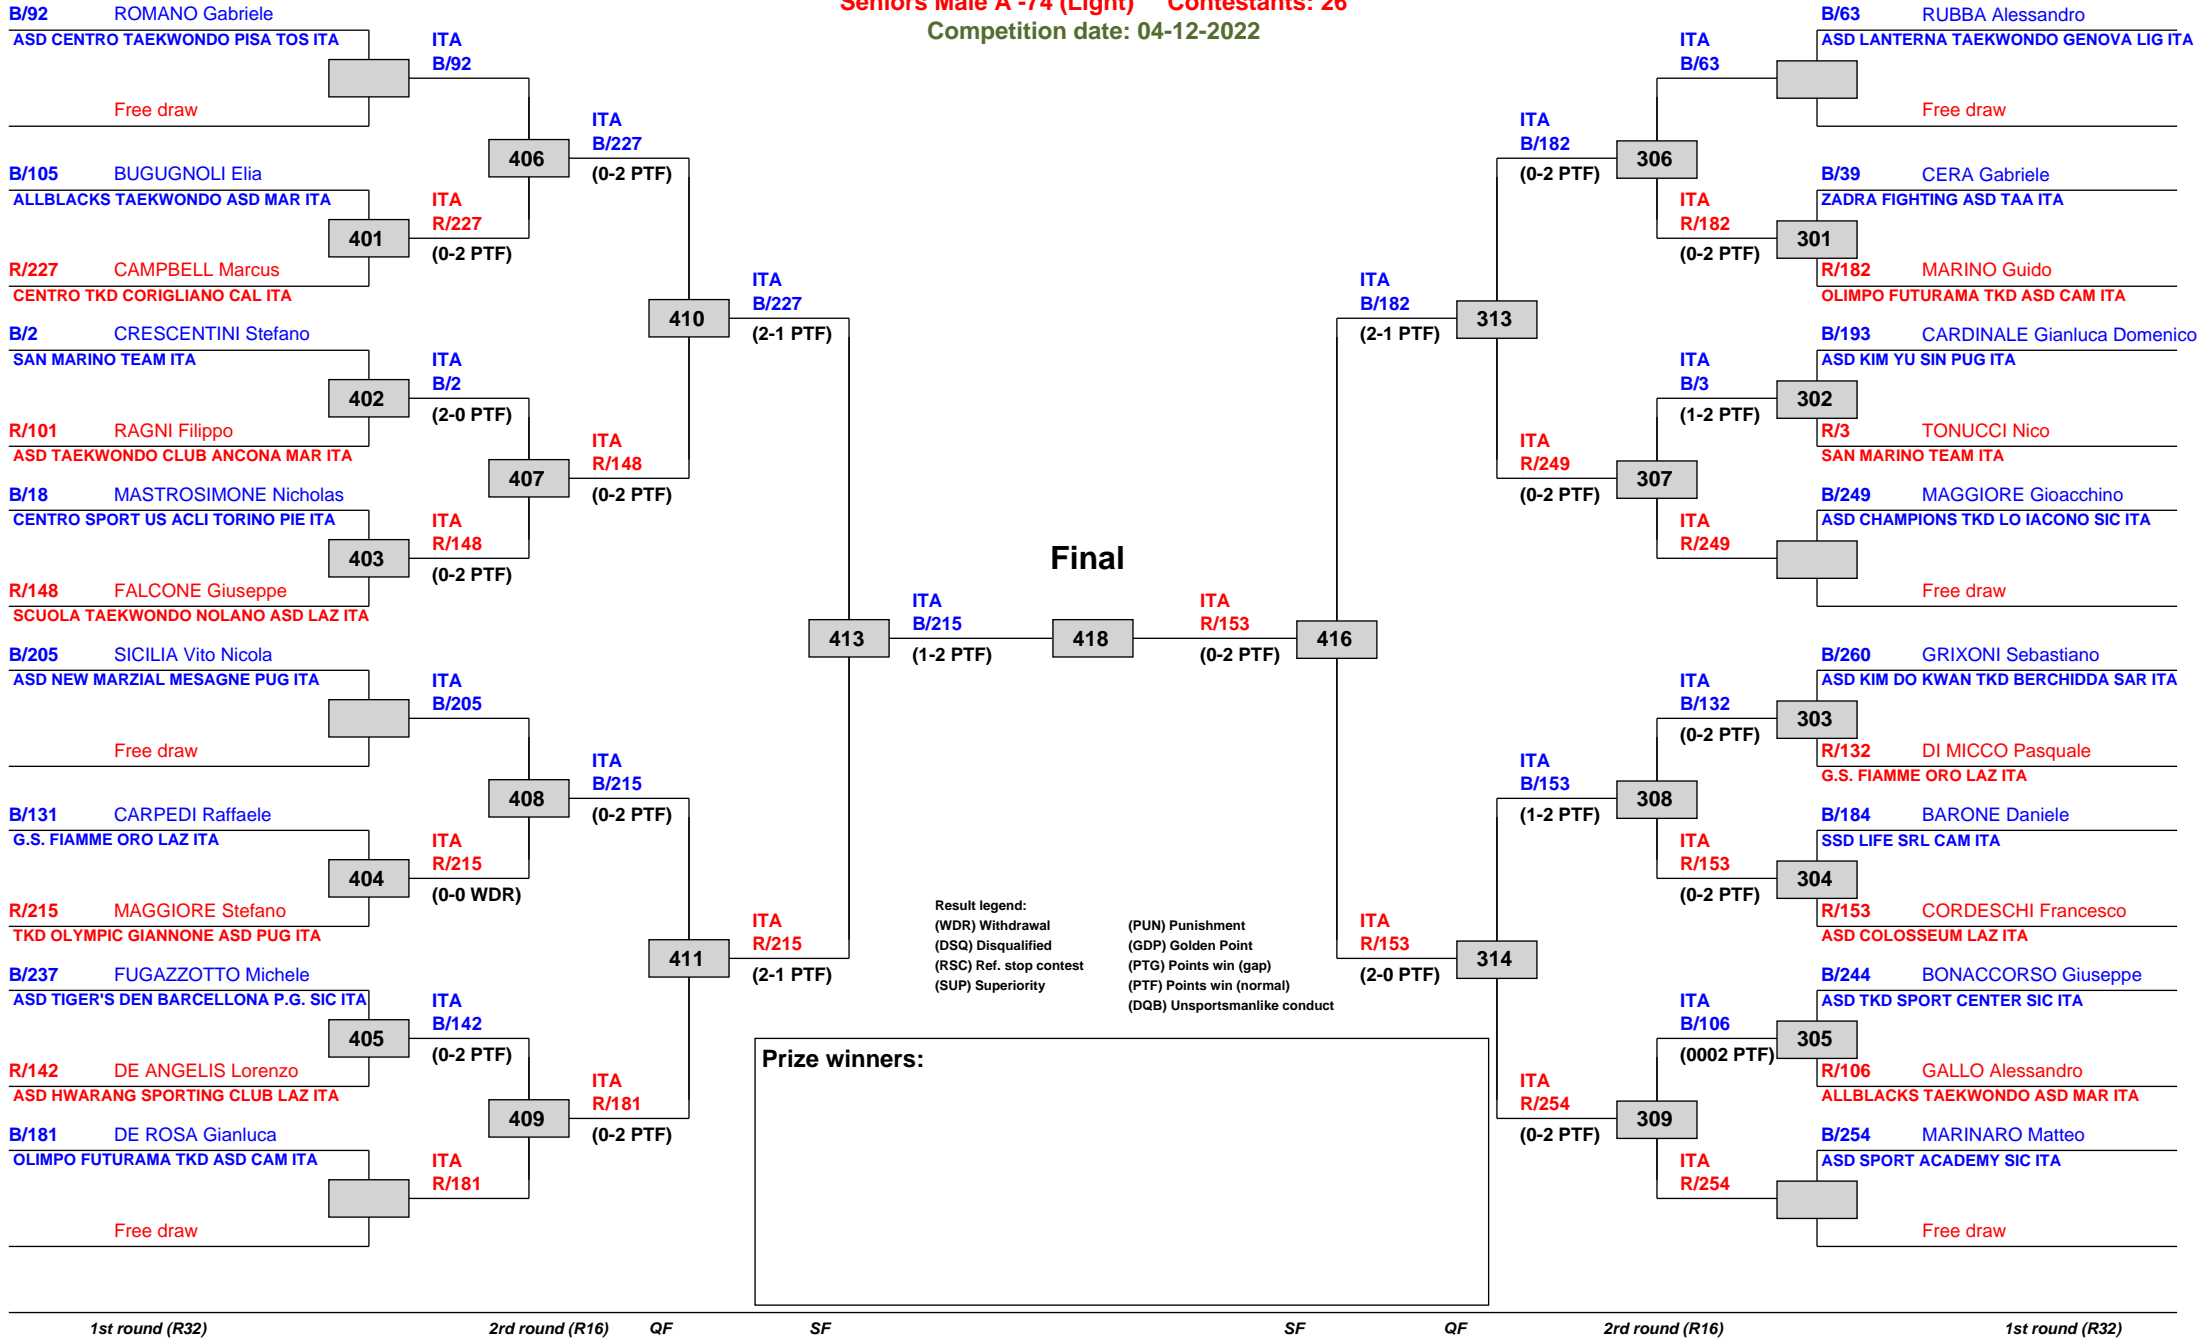 Seniors Male A -74 (Light) Contestants: 26
Competition date: 04-12-2022
B/92 ROMANO Gabriele
ASD CENTRO TAEKWONDO PISA TOS ITA
Free draw
B/105 BUGUGNOLI Elia
ALLBLACKS TAEKWONDO ASD MAR ITA
401
R/227 CAMPBELL Marcus
CENTRO TKD CORIGLIANO CAL ITA
B/2 CRESCENTINI Stefano
SAN MARINO TEAM ITA
402
R/101 RAGNI Filippo
ASD TAEKWONDO CLUB ANCONA MAR ITA
B/18 MASTROSIMONE Nicholas
CENTRO SPORT US ACLI TORINO PIE ITA
403
R/148 FALCONE Giuseppe
SCUOLA TAEKWONDO NOLANO ASD LAZ ITA
B/205 SICILIA Vito Nicola
ASD NEW MARZIAL MESAGNE PUG ITA
Free draw
B/131 CARPEDI Raffaele
G.S. FIAMME ORO LAZ ITA
404
R/215 MAGGIORE Stefano
TKD OLYMPIC GIANNONE ASD PUG ITA
B/237 FUGAZZOTTO Michele
ASD TIGER'S DEN BARCELLONA P.G. SIC ITA
405
R/142 DE ANGELIS Lorenzo
ASD HWARANG SPORTING CLUB LAZ ITA
B/181 DE ROSA Gianluca
OLIMPO FUTURAMA TKD ASD CAM ITA
Free draw
ITA
B/92
406
ITA
R/227
(0-2 PTF)
ITA
B/2
(2-0 PTF)
407
ITA
R/148
(0-2 PTF)
ITA
B/205
408
ITA
R/215
(0-0 WDR)
ITA
B/142
(0-2 PTF)
409
ITA
R/181
ITA
B/227
(0-2 PTF)
410
ITA
R/148
(0-2 PTF)
ITA
B/215
(0-2 PTF)
411
ITA
R/181
(0-2 PTF)
ITA
B/227
(2-1 PTF)
413
ITA
R/215
(2-1 PTF)
Final
ITA
B/215
(1-2 PTF)
418
ITA
R/153
(0-2 PTF)
416
ITA
B/182
(2-1 PTF)
313
ITA
R/153
(2-0 PTF)
314
ITA
B/182
(0-2 PTF)
306
ITA
R/249
(0-2 PTF)
307
ITA
B/153
(1-2 PTF)
308
ITA
R/254
(0-2 PTF)
309
ITA
B/63
ITA
R/182
(0-2 PTF)
301
ITA
B/3
(1-2 PTF)
302
ITA
R/249
ITA
B/132
(0-2 PTF)
303
ITA
R/153
(0-2 PTF)
304
ITA
B/106
(0002 PTF)
305
ITA
R/254
B/63 RUBBA Alessandro
ASD LANTERNA TAEKWONDO GENOVA LIG ITA
Free draw
B/39 CERA Gabriele
ZADRA FIGHTING ASD TAA ITA
R/182 MARINO Guido
OLIMPO FUTURAMA TKD ASD CAM ITA
B/193 CARDINALE Gianluca Domenico
ASD KIM YU SIN PUG ITA
R/3 TONUCCI Nico
SAN MARINO TEAM ITA
B/249 MAGGIORE Gioacchino
ASD CHAMPIONS TKD LO IACONO SIC ITA
Free draw
B/260 GRIXONI Sebastiano
ASD KIM DO KWAN TKD BERCHIDDA SAR ITA
R/132 DI MICCO Pasquale
G.S. FIAMME ORO LAZ ITA
B/184 BARONE Daniele
SSD LIFE SRL CAM ITA
R/153 CORDESCHI Francesco
ASD COLOSSEUM LAZ ITA
B/244 BONACCORSO Giuseppe
ASD TKD SPORT CENTER SIC ITA
R/106 GALLO Alessandro
ALLBLACKS TAEKWONDO ASD MAR ITA
B/254 MARINARO Matteo
ASD SPORT ACADEMY SIC ITA
Free draw
Result legend:
(WDR) Withdrawal (PUN) Punishment
(DSQ) Disqualified (GDP) Golden Point
(RSC) Ref. stop contest (PTG) Points win (gap)
(SUP) Superiority (PTF) Points win (normal)
(DQB) Unsportsmanlike conduct
Prize winners:
1st round (R32) 2rd round (R16) QF SF SF QF 2rd round (R16) 1st round (R32)